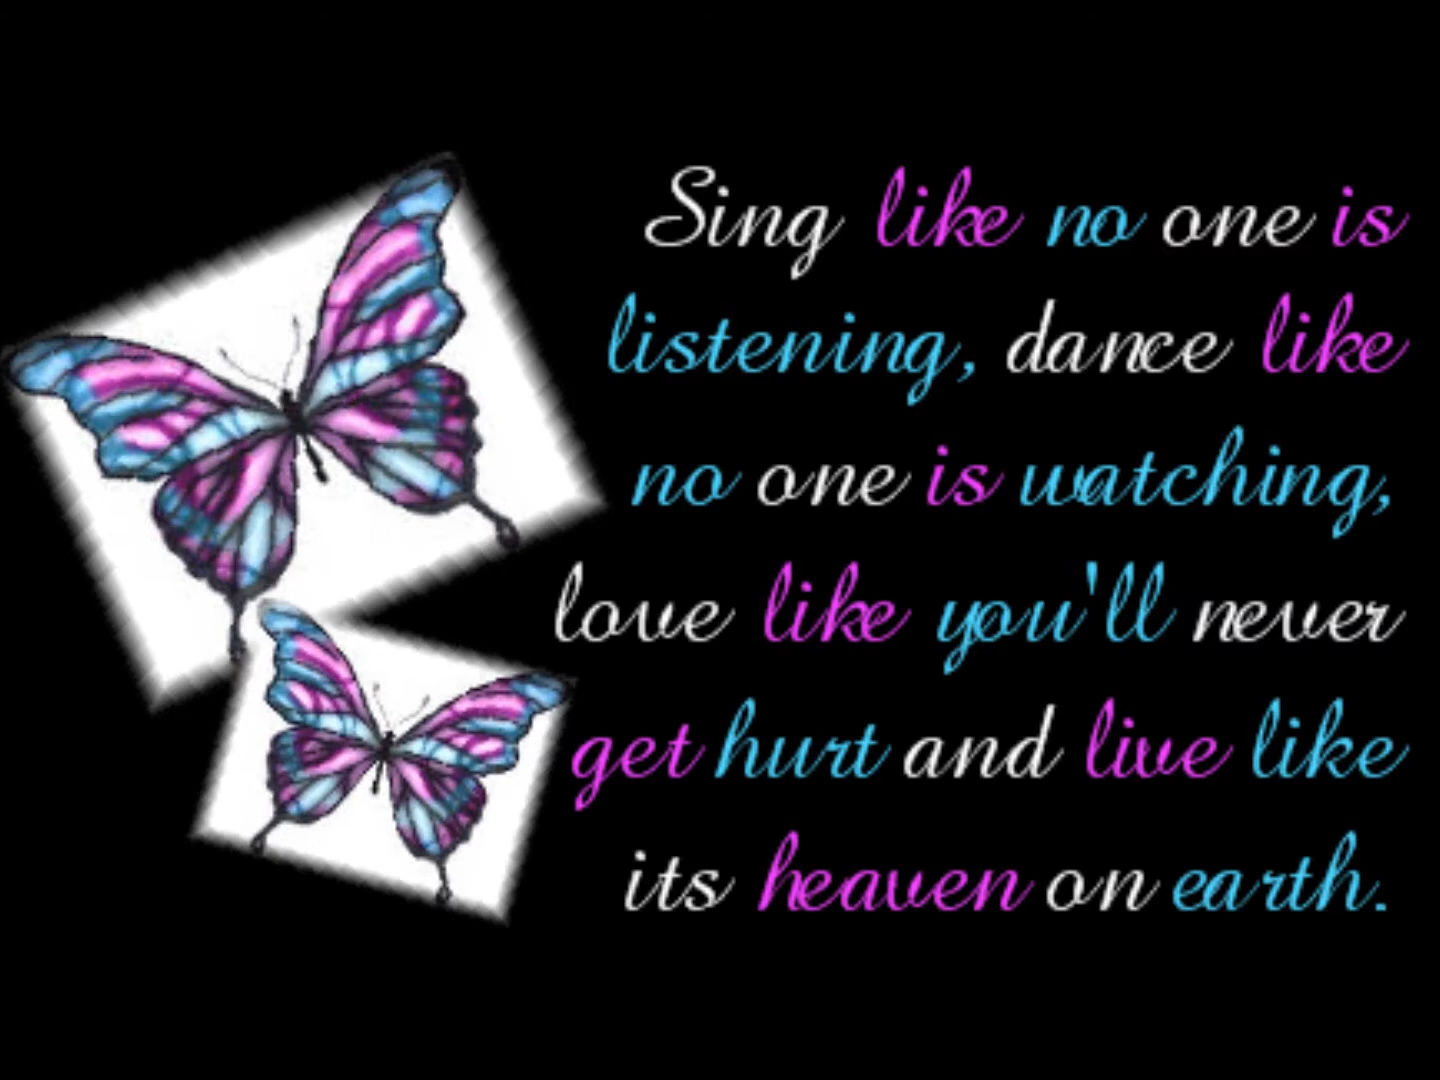 Sing like no one is
listening, dance like
no one is watching,
love like you'll never
get hurt and live like
its heaven on earth.